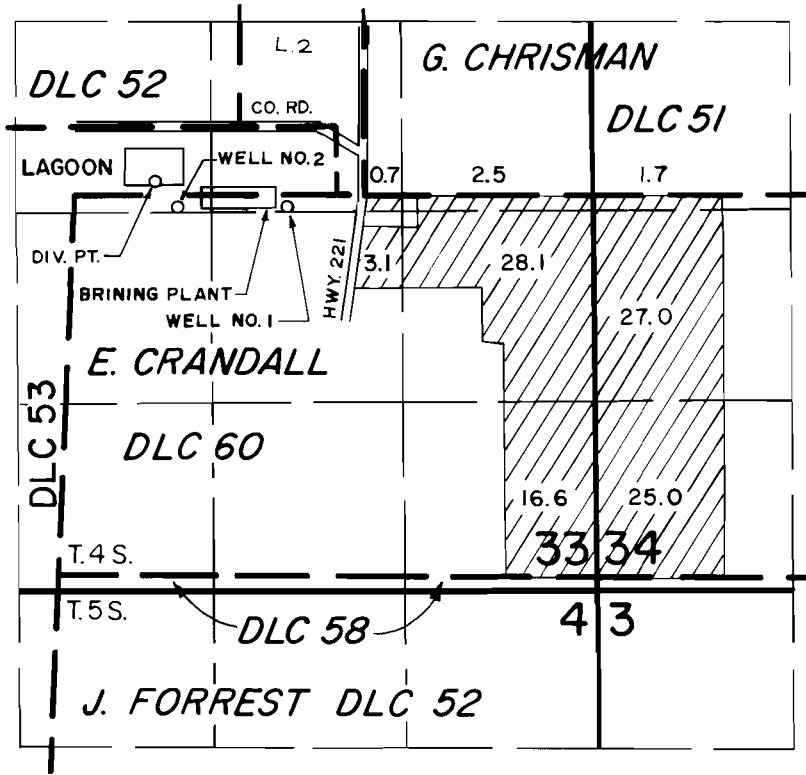 L.2
G. CHRISMAN
DLC 52
CO. RD.
DLC 51
LAGOON
WELL NO.2
0.7
2.5
1.7
DIV. PT.
BRINING PLANT
WELL NO.1
HWY. 221
3.1
28.1
27.0
E. CRANDALL
DLC 53
DLC 60
16.6
25.0
33 34
T.4 S.
T.5 S.
DLC 58
4 3
J. FORREST DLC 52